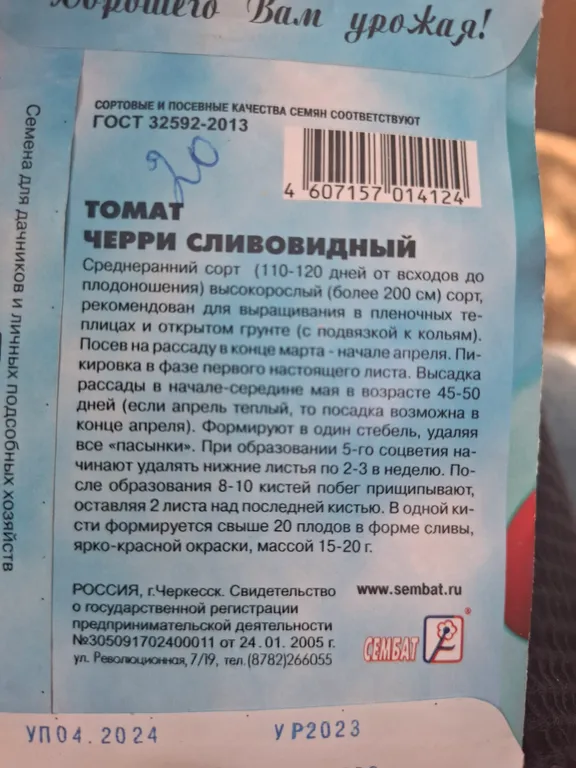 Хорошего Вам урожая!
СОРТОВЫЕ И ПОСЕВНЫЕ КАЧЕСТВА СЕМЯН СООТВЕТСТВУЮТ
ГОСТ 32592-2013
20
4 607157 014124
ТОМАТ
ЧЕРРИ СЛИВОВИДНЫЙ
Среднеранний сорт (110-120 дней от всходов до
плодоношения) высокорослый (более 200 см) сорт,
рекомендован для выращивания в пленочных те-
плицах и открытом грунте (с подвязкой к кольям).
Посев на рассаду в конце марта - начале апреля. Пи-
кировка в фазе первого настоящего листа. Высадка
рассады в начале-середине мая в возрасте 45-50
дней (если апрель теплый, то посадка возможна в
конце апреля). Формируют в один стебель, удаляя
все «пасынки». При образовании 5-го соцветия на-
чинают удалять нижние листья по 2-3 в неделю. По-
сле образования 8-10 кистей побег прищипывают,
оставляя 2 листа над последней кистью. В одной ки-
сти формируется свыше 20 плодов в форме сливы,
ярко-красной окраски, массой 15-20 г.
РОССИЯ, г.Черкесск. Свидетельство
о государственной регистрации
предпринимательской деятельности
№305091702400011 от 24.01.2005 г.
ул. Революционная, 7/19, тел.(8782)266055
www.sembat.ru
СЕМБАТ®
Семена для дачников и личных подсобных хозяйств
УП04.2024
УР2023